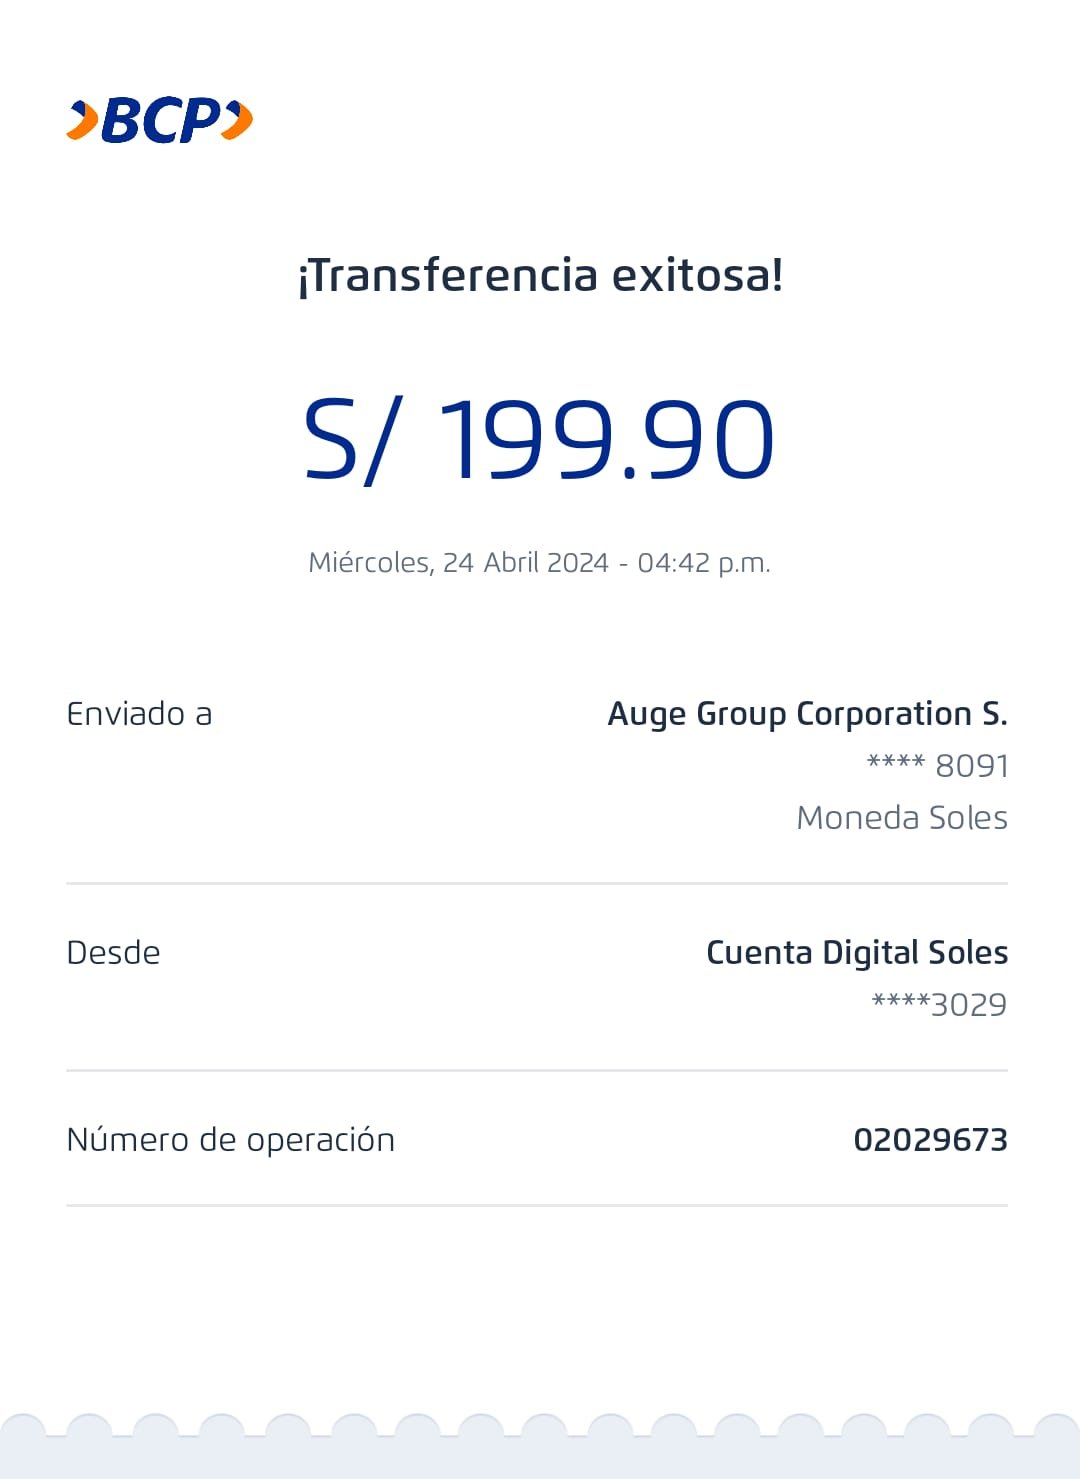 BCP
¡Transferencia exitosa!
S/ 199.90
Miércoles, 24 Abril 2024 - 04:42 p.m.
Enviado a
Auge Group Corporation S.
**** 8091
Moneda Soles
Desde
Cuenta Digital Soles
****3029
Número de operación
02029673